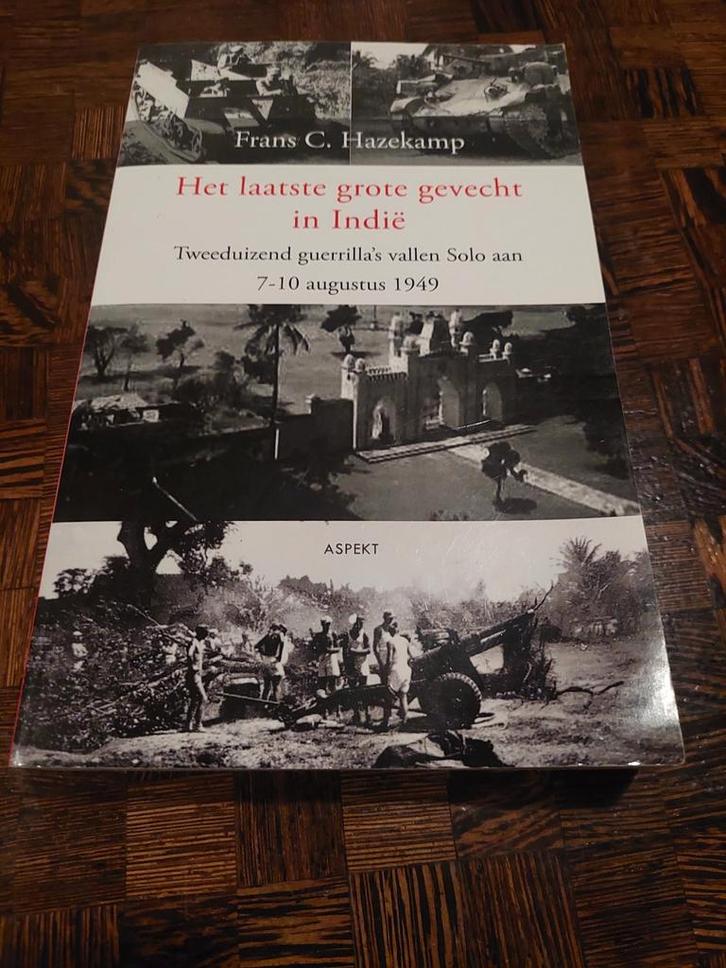 Frans C. Hazekamp
Het laatste grote gevecht
in Indië
Tweeduizend guerrilla's vallen Solo aan
7-10 augustus 1949
ASPEKT